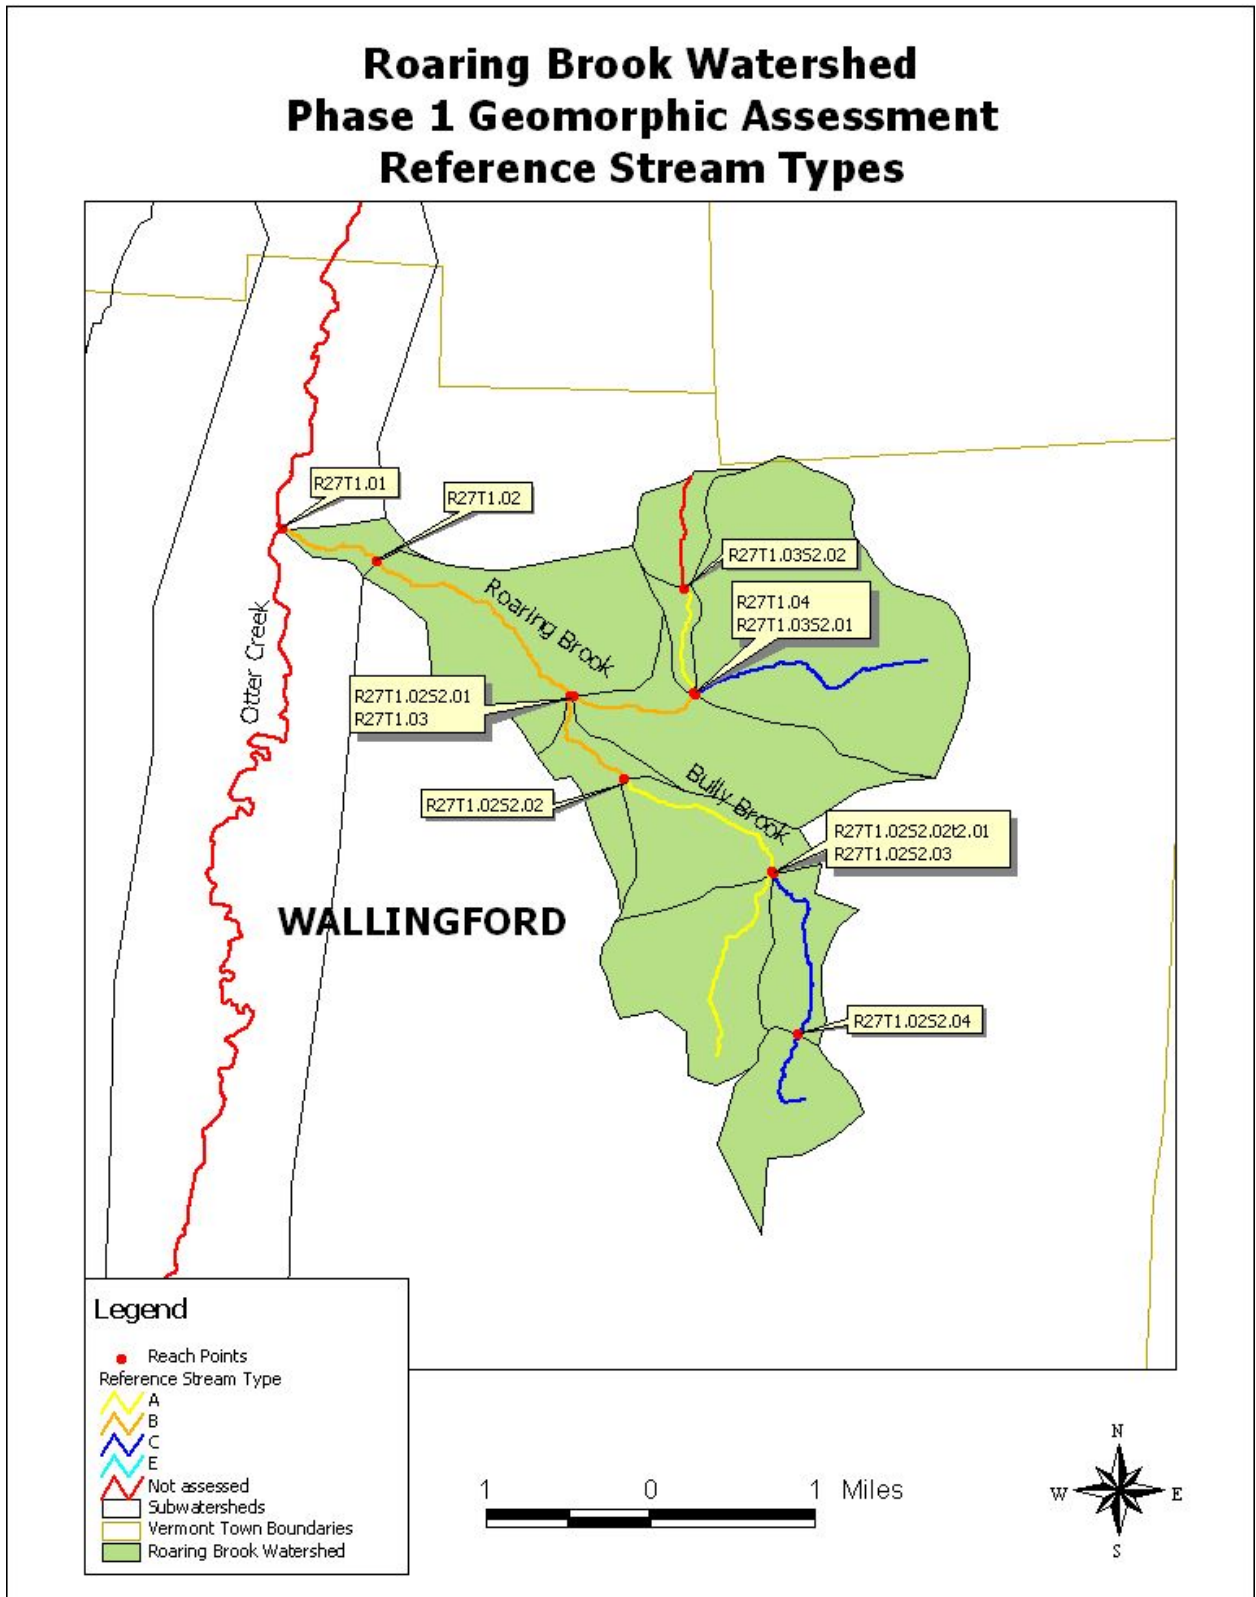 Roaring Brook Watershed
Phase 1 Geomorphic Assessment
Reference Stream Types
R27T1.01
R27T1.02
R27T1.03S2.02
Roaring Brook
R27T1.04
R27T1.03S2.01
Otter Creek
R27T1.02S2.01
R27T1.03
Bully Brook
R27T1.02S2.02
R27T1.02S2.02t2.01
R27T1.02S2.03
WALLINGFORD
R27T1.02S2.04
Legend
Reach Points
Reference Stream Type
A
B
C
E
Not assessed
Subwatersheds
Vermont Town Boundaries
Roaring Brook Watershed
1 0 1 Miles
N
W E
S